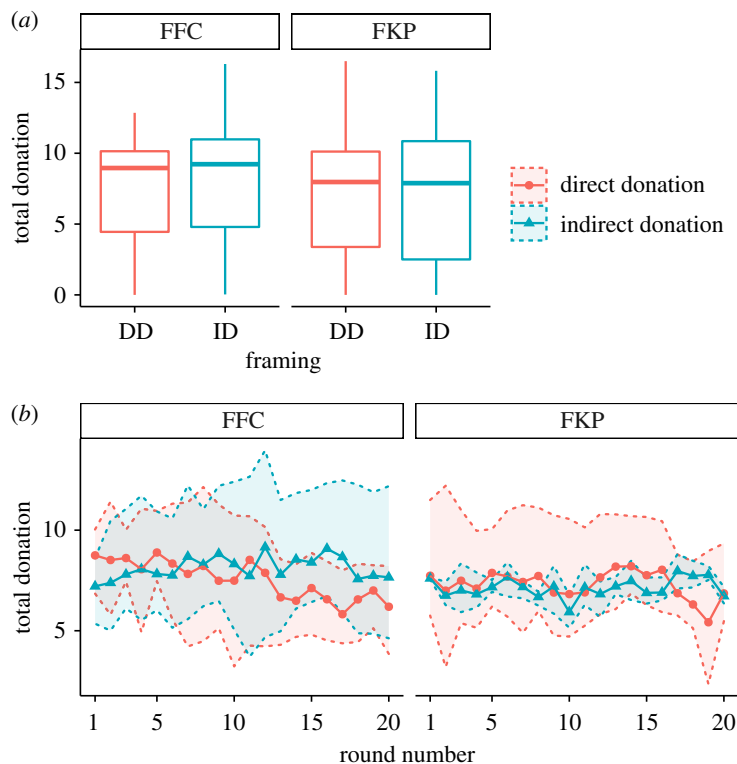 (a)
FFC FKP
total donation
15
10
5
0
DD ID DD ID
framing
direct donation
indirect donation
(b)
FFC FKP
total donation
10
5
1 5 10 15 20 1 5 10 15 20
round number